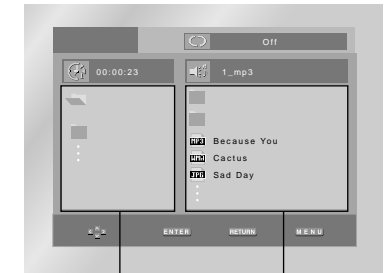 Off
00:00:23
1_mp3
MP3 Because You
WMA Cactus
JPG Sad Day
ENTER RETURN MENU